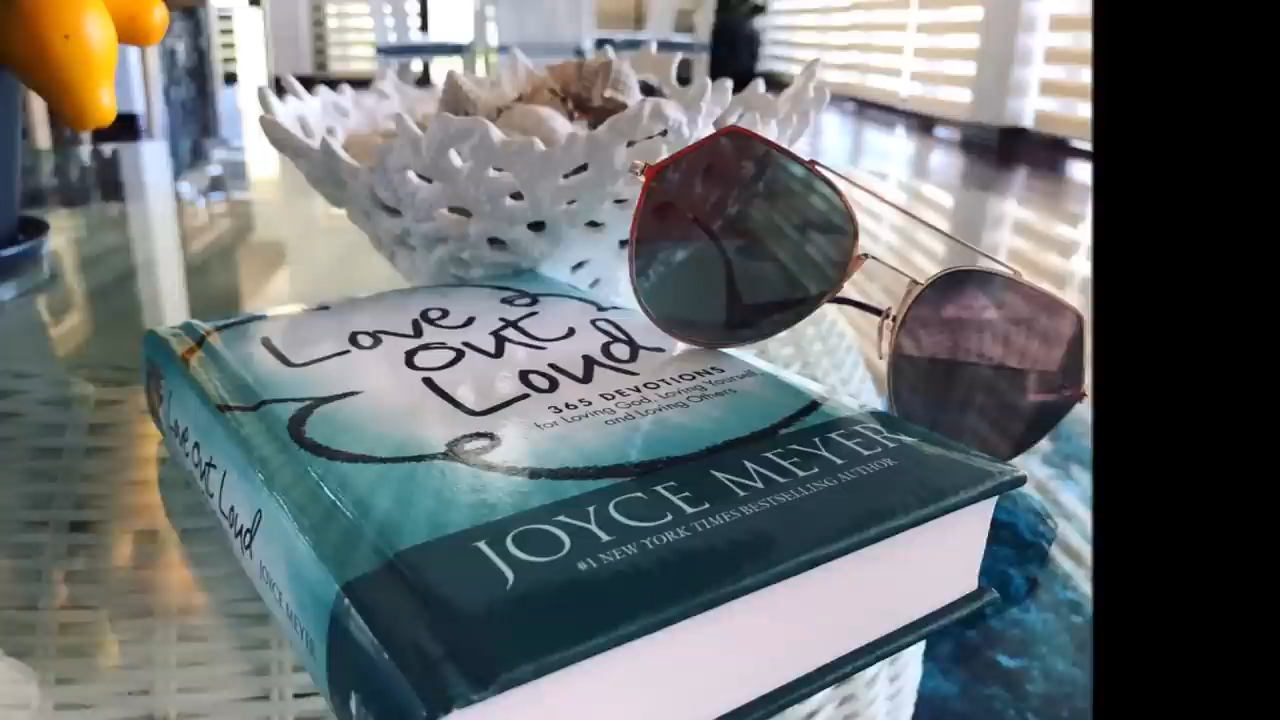 Love
Out
Loud
365 DEVOTIONS
for Loving God, Loving Yourself
and Loving Others
JOYCE MEYER
#1 NEW YORK TIMES BESTSELLING AUTHOR
Love Out Loud
JOYCE MEYER